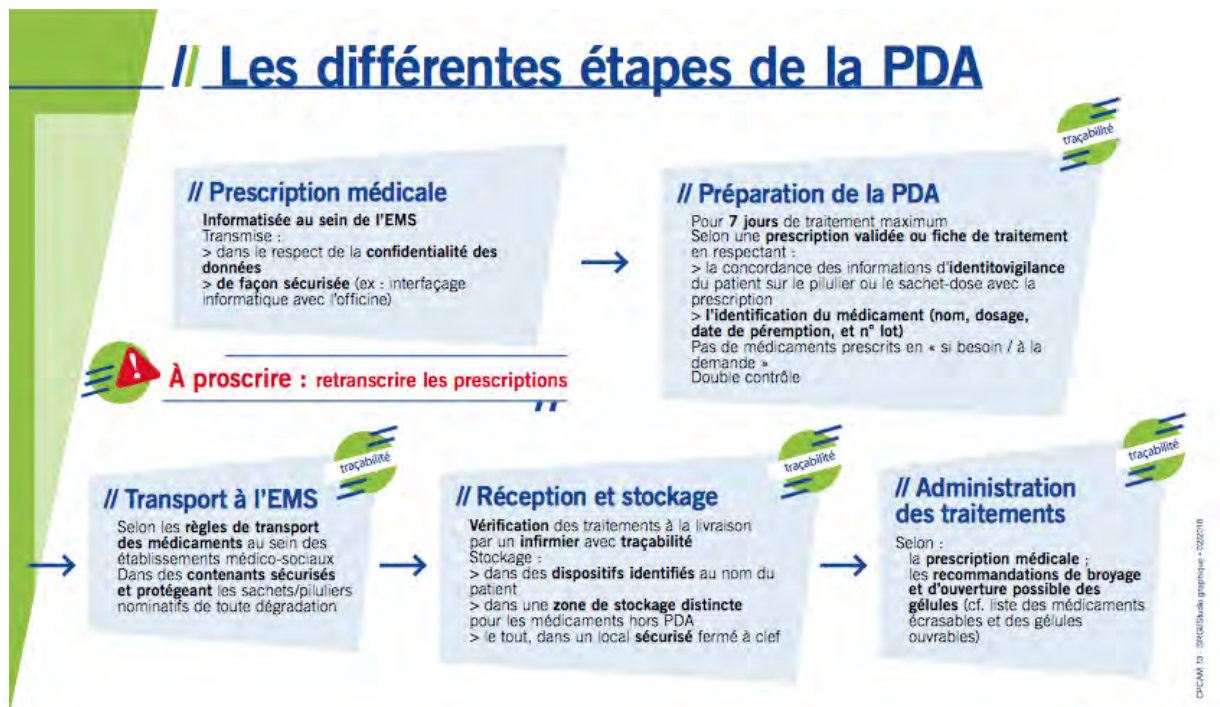 // Les différentes étapes de la PDA
// Prescription médicale
Informatisée au sein de l'EMS
Transmise :
> dans le respect de la confidentialité des
données
> de façon sécurisée (ex : interfaçage
informatique avec l'officine)
À proscrire : retranscrire les prescriptions
traçabilité
// Préparation de la PDA
Pour 7 jours de traitement maximum
Selon une prescription validée ou fiche de traitement
en respectant :
> la concordance des informations d'identitovigilance
du patient sur le pilulier ou le sachet-dose avec la
prescription
> l'identification du médicament (nom, dosage,
date de péremption, et n° lot)
Pas de médicaments prescrits en « si besoin / à la
demande »
Double contrôle
traçabilité
// Transport à l'EMS
Selon les règles de transport
des médicaments au sein des
établissements médico-sociaux
Dans des contenants sécurisés
et protégeant les sachets/piluliers
nominatifs de toute dégradation
traçabilité
// Réception et stockage
Vérification des traitements à la livraison
par un infirmier avec traçabilité
Stockage :
> dans des dispositifs identifiés au nom du
patient
> dans une zone de stockage distincte
pour les médicaments hors PDA
> le tout, dans un local sécurisé fermé à clef
traçabilité
// Administration
des traitements
Selon :
la prescription médicale ;
les recommandations de broyage
et d'ouverture possible des
gélules (cf. liste des médicaments
écrasables et des gélules
ouvrables)
CPCAM 13 - SRGE/Studio graphique • 02/2018